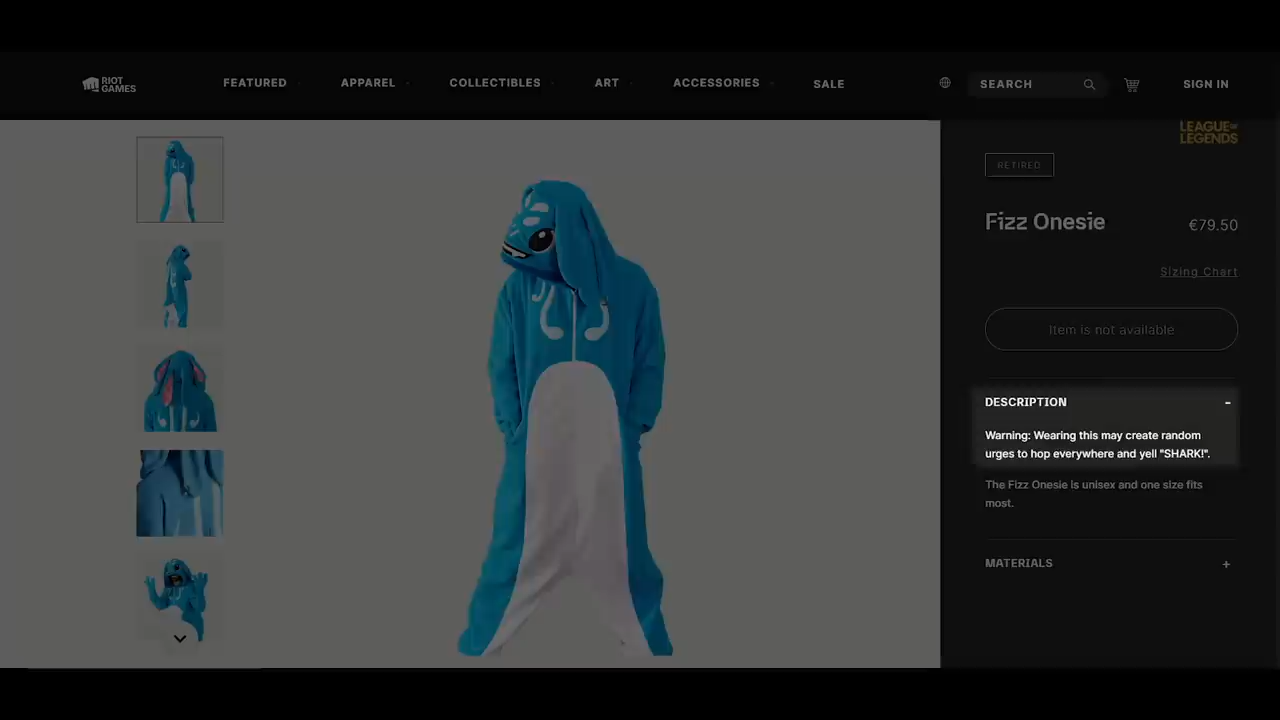 RIOT
GAMES
FEATURED
APPAREL
COLLECTIBLES
ART
ACCESSORIES
SALE
SEARCH
SIGN IN
LEAGUE OF
LEGENDS
RETIRED
Fizz Onesie
€79.50
Sizing Chart
Item is not available
DESCRIPTION -
Warning: Wearing this may create random
urges to hop everywhere and yell "SHARK!".
The Fizz Onesie is unisex and one size fits
most.
MATERIALS +